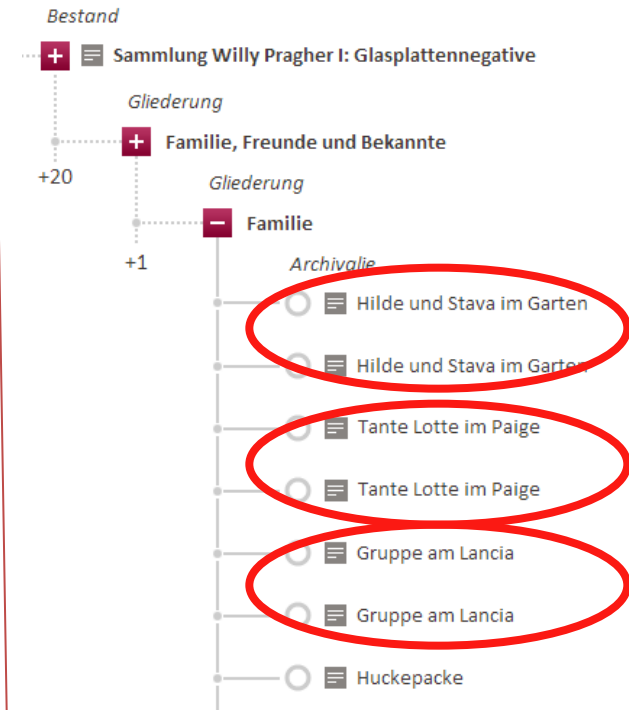 Bestand
Sammlung Willy Pragher I: Glasplattennegative
Gliederung
Familie, Freunde und Bekannte
+20
Gliederung
Familie
+1
Archivalie
Hilde und Stava im Garten
Hilde und Stava im Garten
Tante Lotte im Paige
Tante Lotte im Paige
Gruppe am Lancia
Gruppe am Lancia
Huckepacke